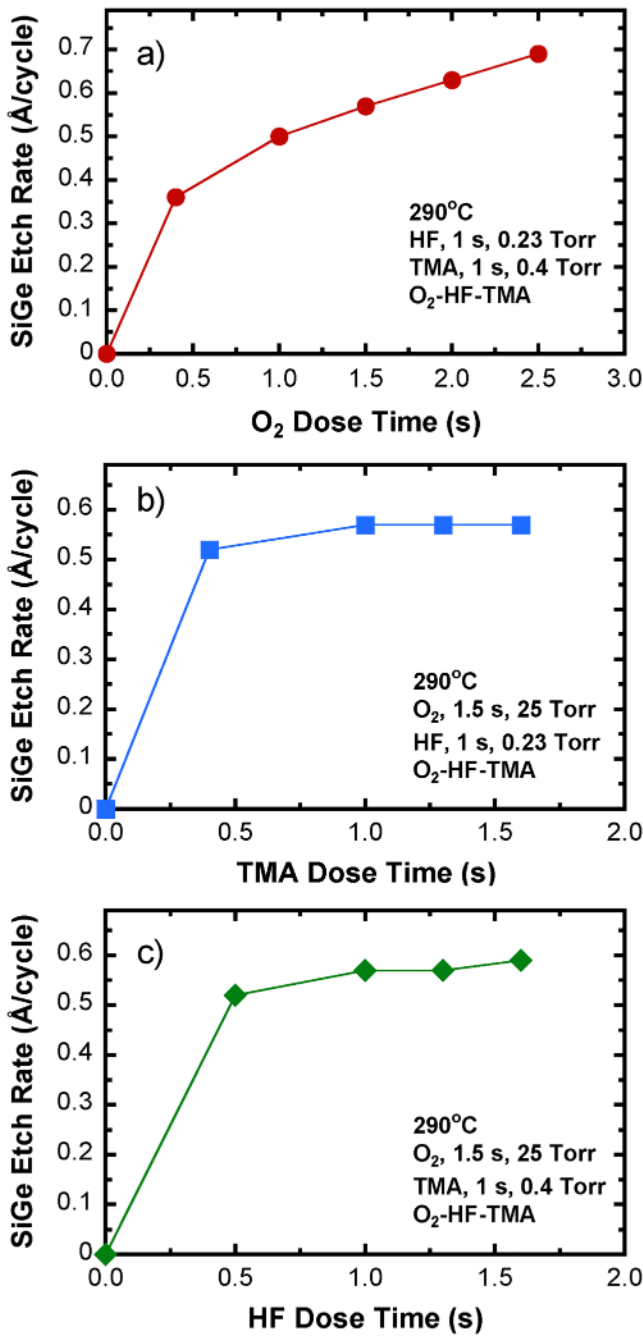 a)
SiGe Etch Rate (Å/cycle)
0.7
0.6
0.5
0.4
0.3
0.2
0.1
0
290°C
HF, 1 s, 0.23 Torr
TMA, 1 s, 0.4 Torr
O₂-HF-TMA
0.0 0.5 1.0 1.5 2.0 2.5 3.0
O₂ Dose Time (s)
b)
SiGe Etch Rate (Å/cycle)
0.6
0.5
0.4
0.3
0.2
0.1
0
290°C
O₂, 1.5 s, 25 Torr
HF, 1 s, 0.23 Torr
O₂-HF-TMA
0.0 0.5 1.0 1.5 2.0
TMA Dose Time (s)
c)
SiGe Etch Rate (Å/cycle)
0.6
0.5
0.4
0.3
0.2
0.1
0
290°C
O₂, 1.5 s, 25 Torr
TMA, 1 s, 0.4 Torr
O₂-HF-TMA
0.0 0.5 1.0 1.5 2.0
HF Dose Time (s)